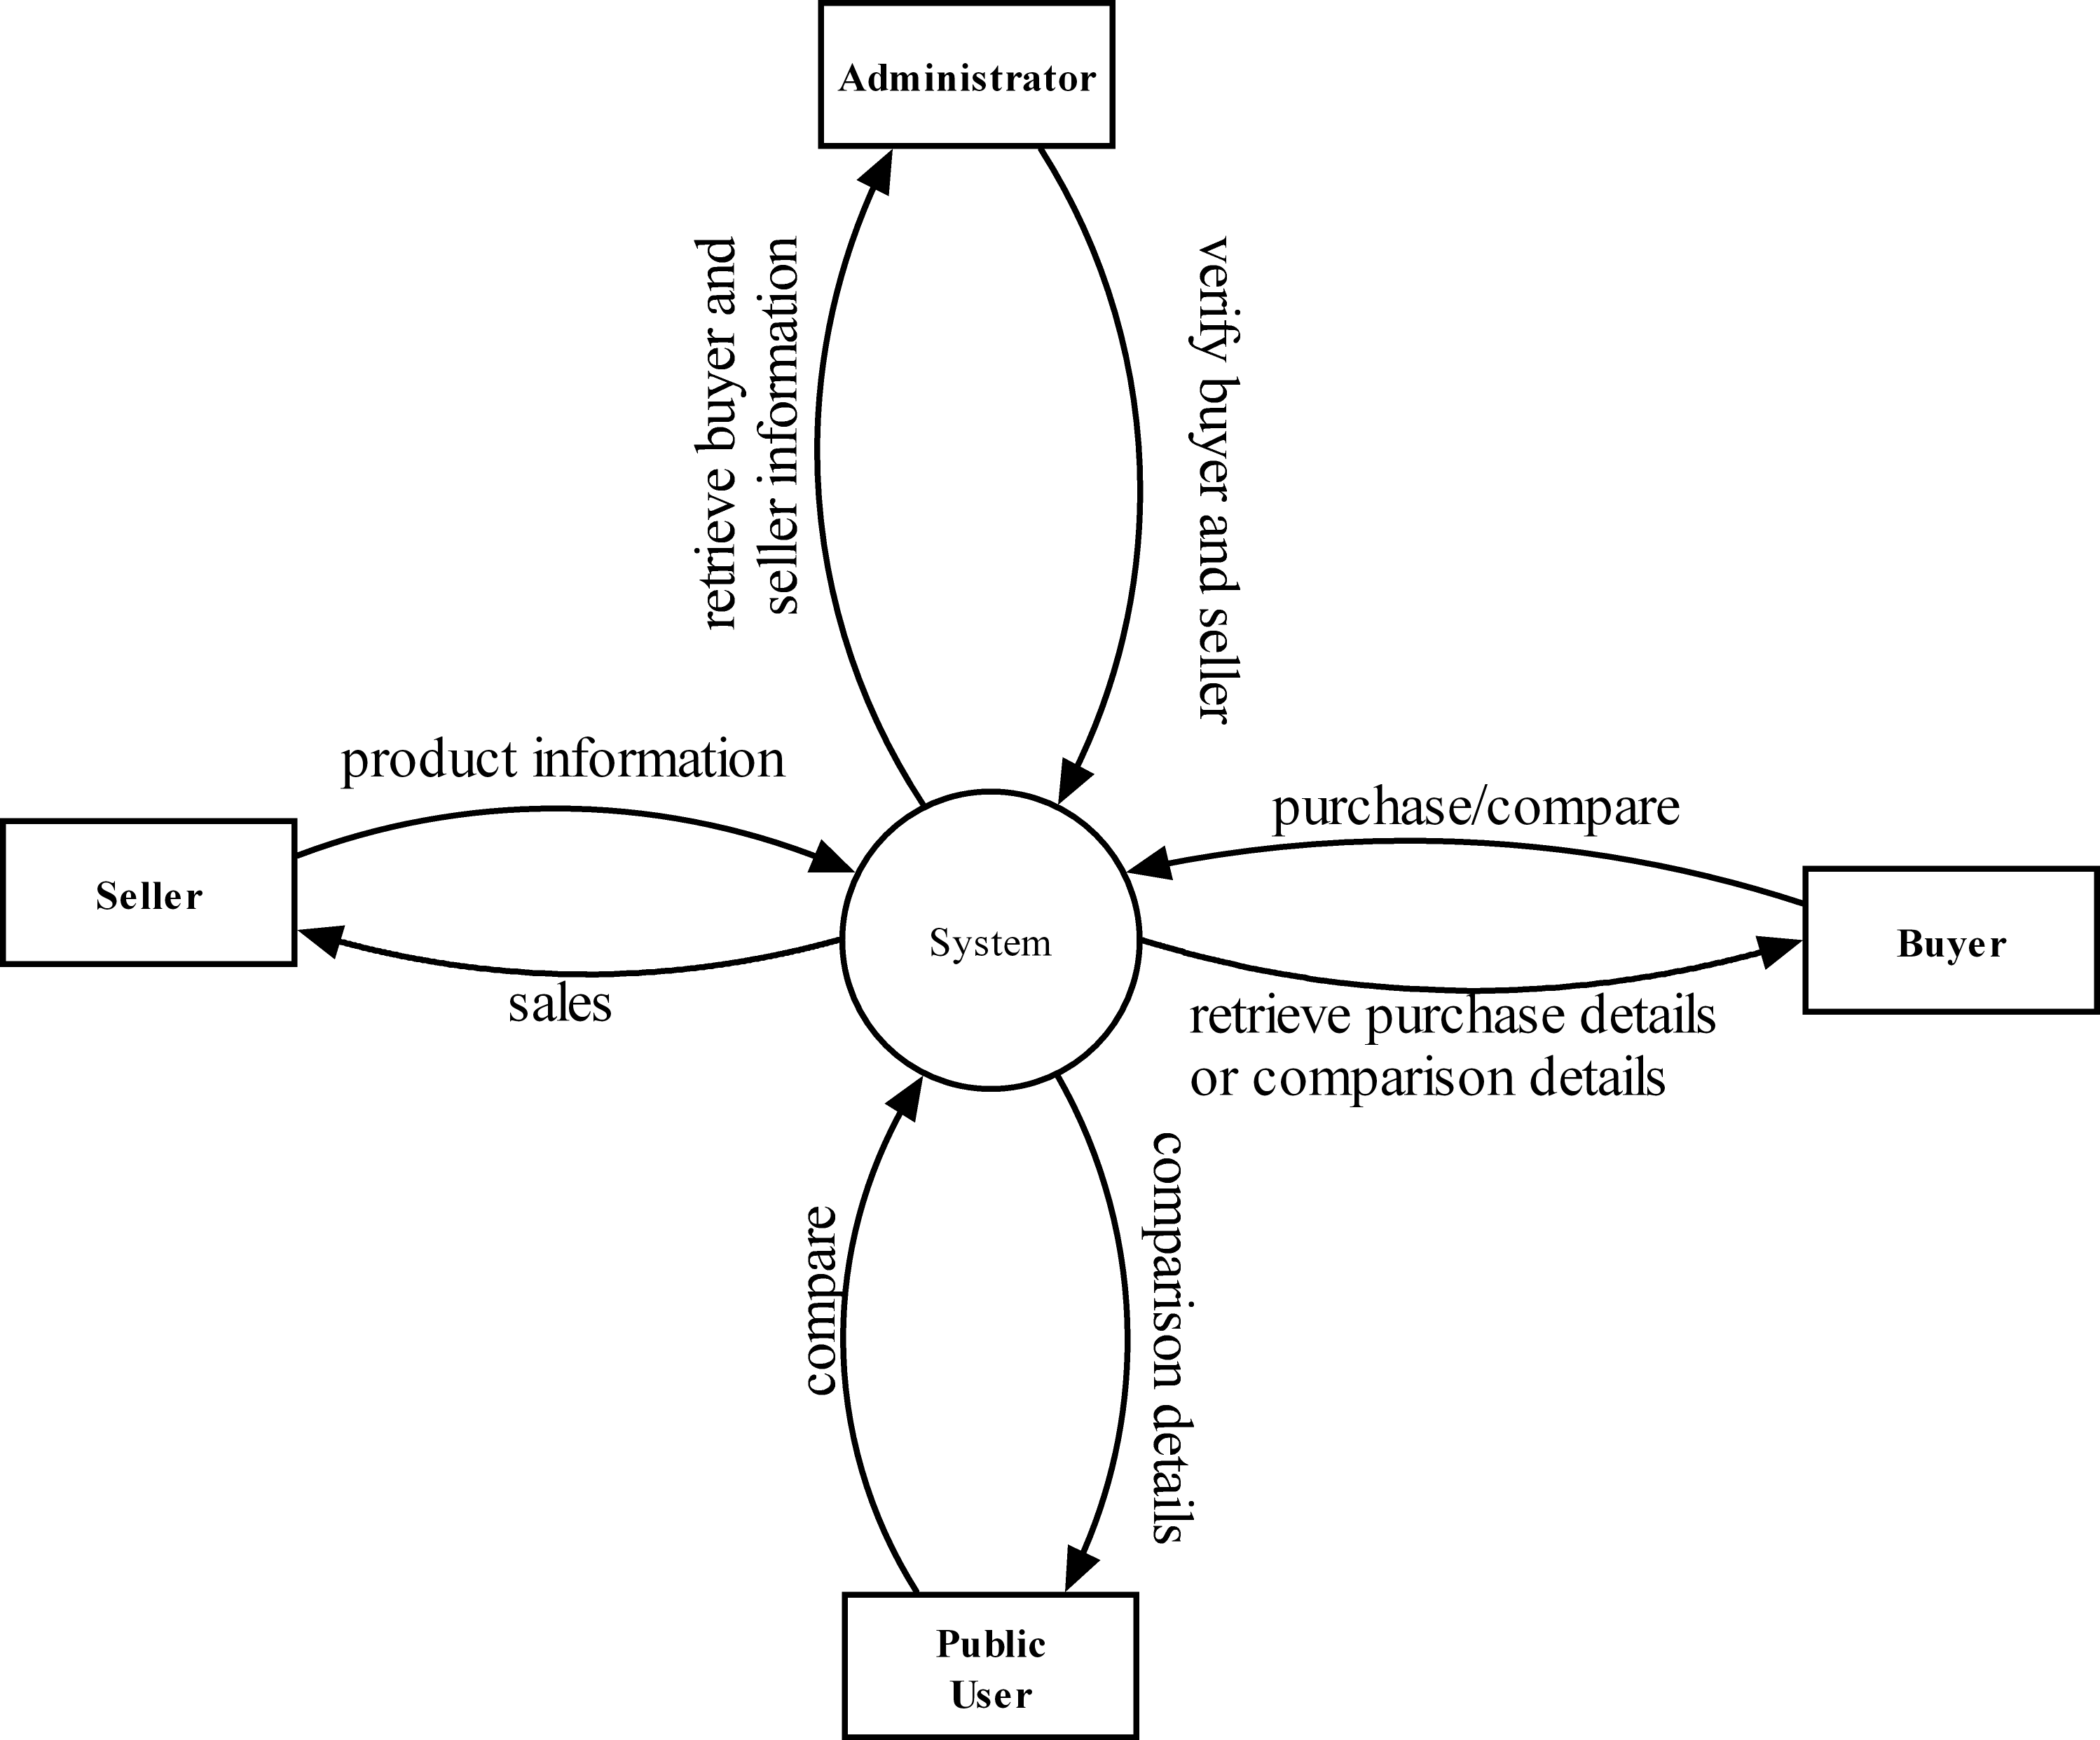 Administrator
retrieve buyer and
seller information
verify buyer and seller
product information
purchase/compare
Seller
System
Buyer
sales
retrieve purchase details
or comparison details
compare
comparison details
Public
User